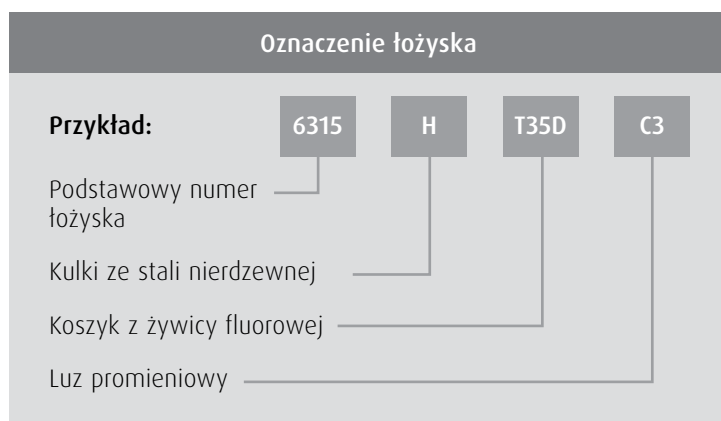 Oznaczenie łożyska
Przykład: 6315 H T35D C3
Podstawowy numer
łożyska
Kulki ze stali nierdzewnej
Koszyk z żywicy fluorowej
Luz promieniowy